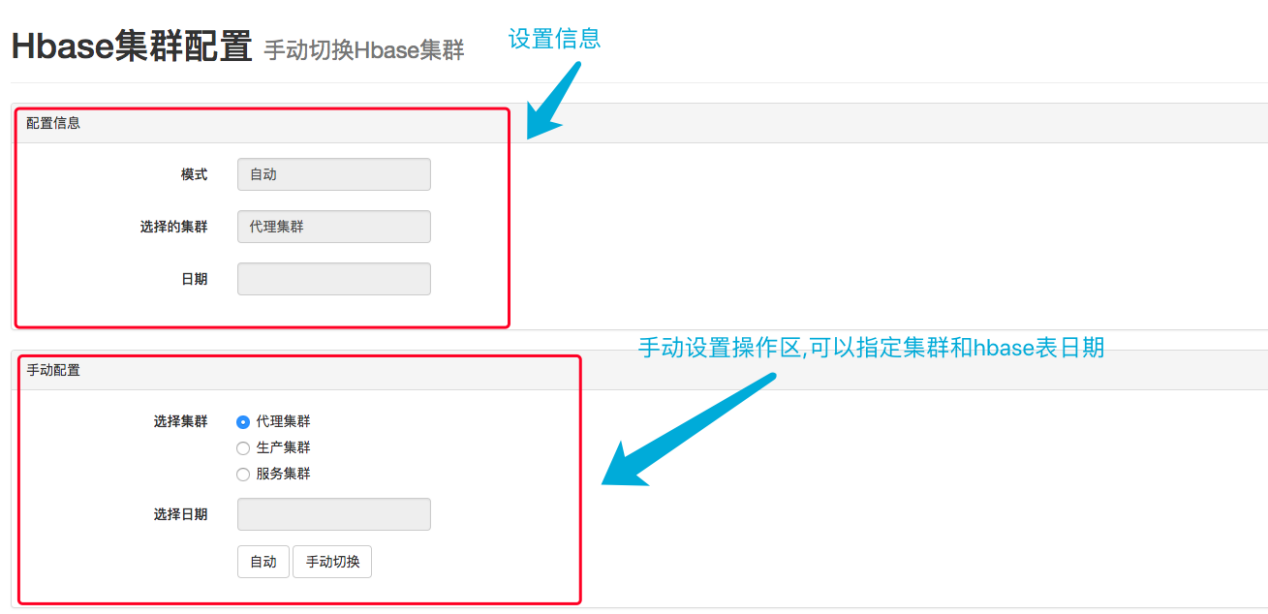 Hbase集群配置 手动切换Hbase集群
设置信息
配置信息
模式 自动
选择的集群 代理集群
日期
手动设置操作区,可以指定集群和hbase表日期
手动配置
选择集群 代理集群
生产集群
服务集群
选择日期
自动 手动切换